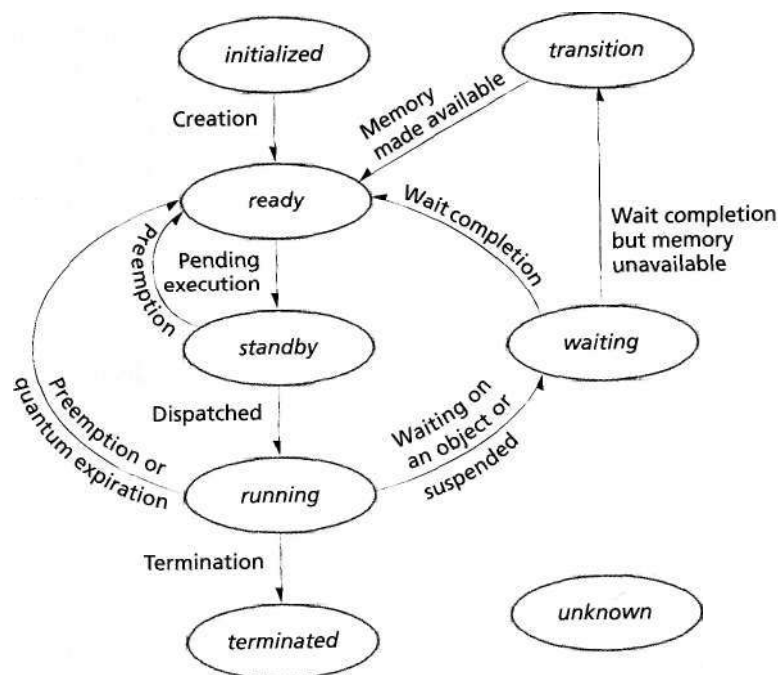 initialized
transition
Creation
Memory
made available
ready
Wait completion
Wait completion
but memory
unavailable
Preemption
Pending
execution
standby
waiting
Preemption or
quantum expiration
Dispatched
Waiting on
an object or
suspended
running
Termination
terminated
unknown